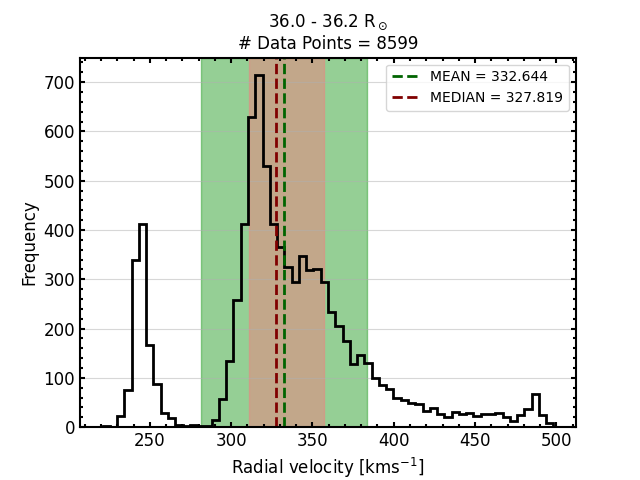 36.0 - 36.2 R⊙
# Data Points = 8599
MEAN = 332.644
MEDIAN = 327.819
Frequency
700
600
500
400
300
200
100
0
250 300 350 400 450 500
Radial velocity [kms⁻¹]